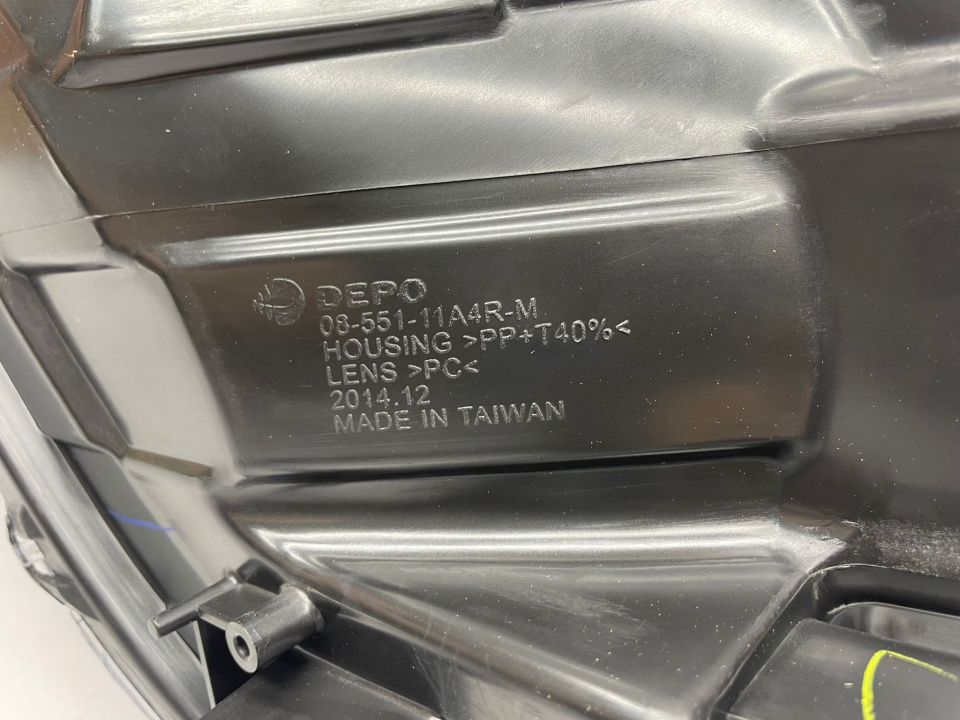 DEPO
08-551-11A4R-M
HOUSING >PP+T40%<
LENS >PC<
2014.12
MADE IN TAIWAN